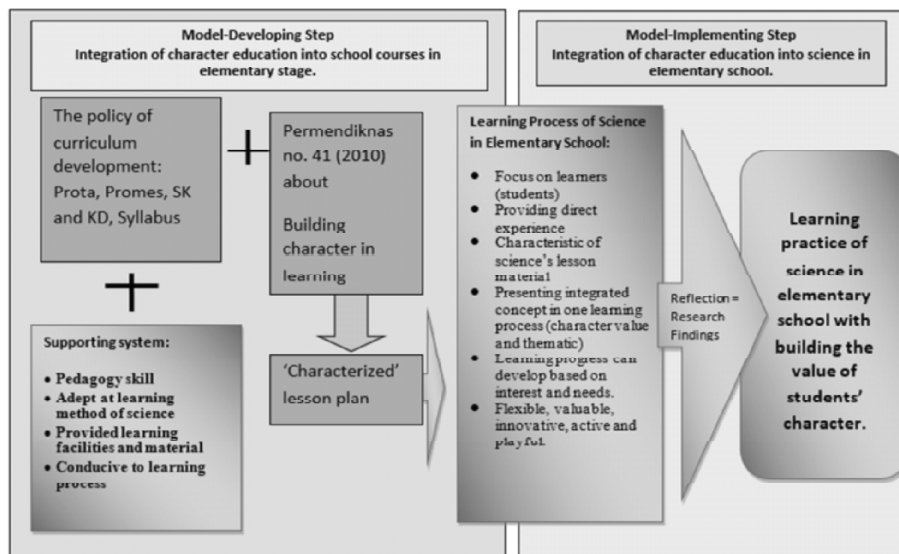 Model-Developing Step
Integration of character education into school courses in
elementary stage.
Model-Implementing Step
Integration of character education into science in
elementary school.
The policy of
curriculum
development:
Prota, Promes, SK
and KD, Syllabus
Permendiknas
no. 41 (2010)
about
Building
character in
learning
Supporting system:
• Pedagogy skill
• Adept at learning
method of science
• Provided learning
facilities and material
• Conducive to learning
process
'Characterized'
lesson plan
Learning Process of Science
in Elementary School:
• Focus on learners
(students)
• Providing direct
experience
• Characteristic of
science's lesson
material
• Presenting integrated
concept in one learning
process (character value
and thematic)
• Learning progress can
develop based on
interest and needs.
• Flexible, valuable,
innovative, active and
playful.
Reflection =
Research
Findings
Learning
practice of
science in
elementary
school with
building the
value of
students'
character.